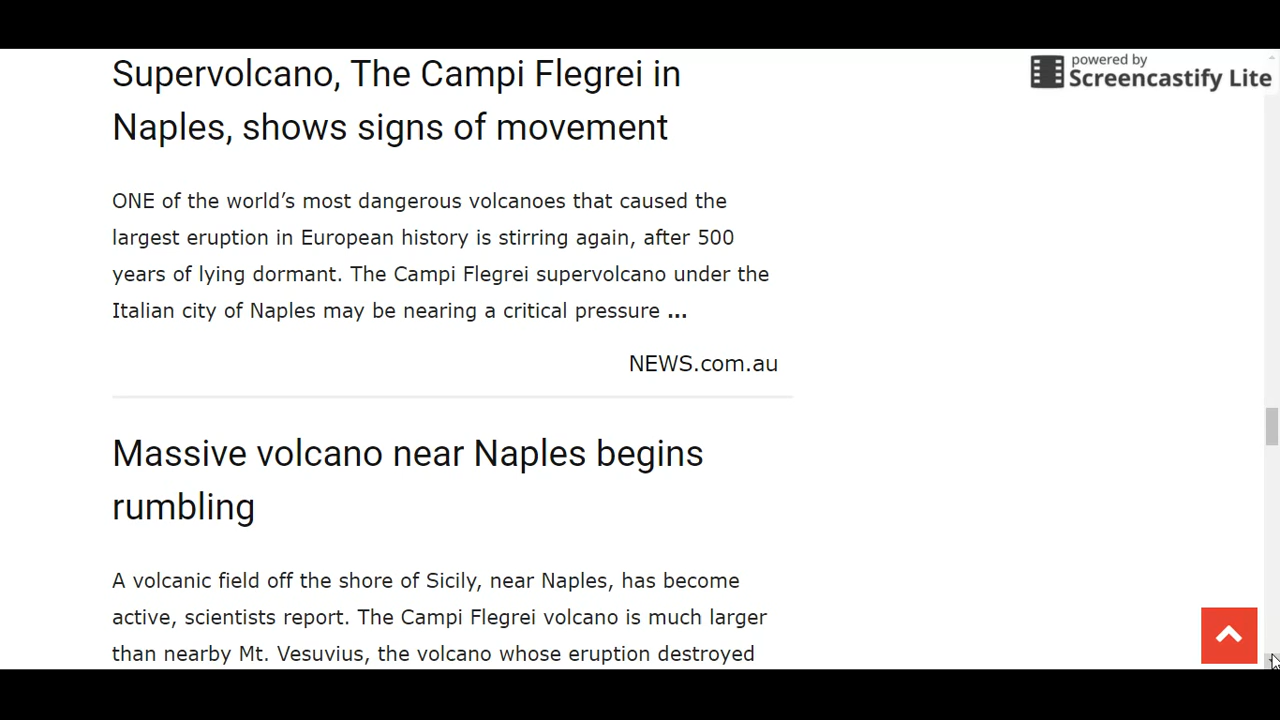 powered by
Screencastify Lite
Supervolcano, The Campi Flegrei in
Naples, shows signs of movement
ONE of the world’s most dangerous volcanoes that caused the
largest eruption in European history is stirring again, after 500
years of lying dormant. The Campi Flegrei supervolcano under the
Italian city of Naples may be nearing a critical pressure ...
NEWS.com.au
Massive volcano near Naples begins
rumbling
A volcanic field off the shore of Sicily, near Naples, has become
active, scientists report. The Campi Flegrei volcano is much larger
than nearby Mt. Vesuvius, the volcano whose eruption destroyed